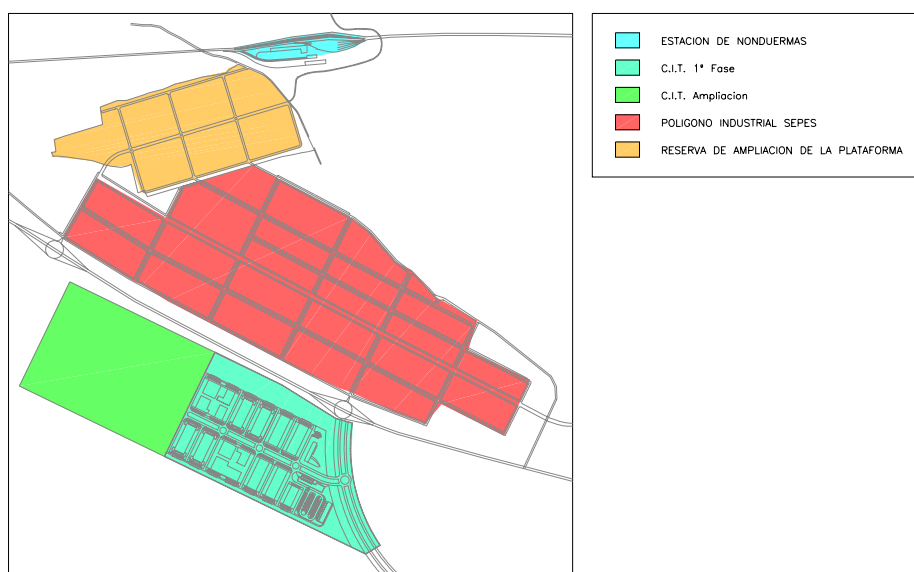 ESTACION DE NONDUERMAS
C.I.T. 1ª Fase
C.I.T. Ampliacion
POLIGONO INDUSTRIAL SEPES
RESERVA DE AMPLIACION DE LA PLATAFORMA